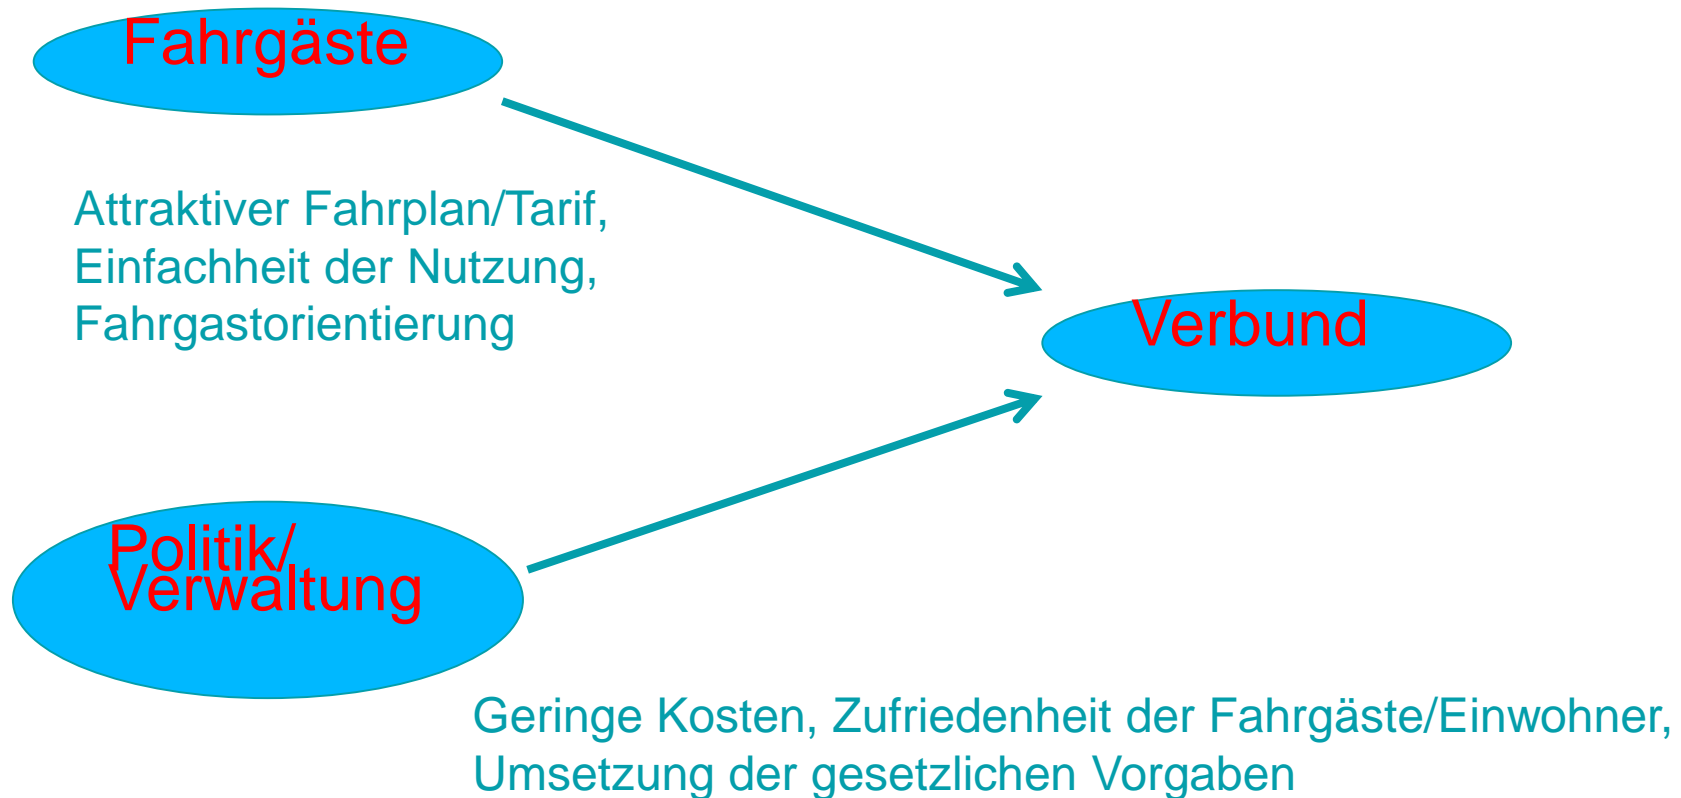 Fahrgäste
Attraktiver Fahrplan/Tarif,
Einfachheit der Nutzung,
Fahrgastorientierung
Verbund
Politik/
Verwaltung
Geringe Kosten, Zufriedenheit der Fahrgäste/Einwohner,
Umsetzung der gesetzlichen Vorgaben